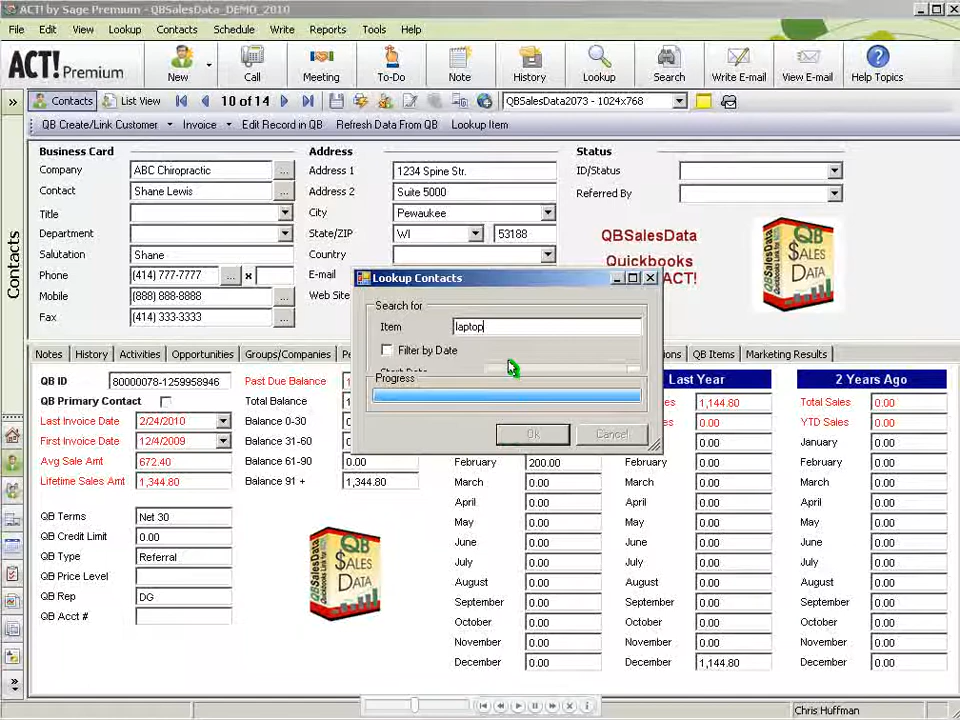 ACT! by Sage Premium - QBSalesData_DEMO_2010
File Edit View Lookup Contacts Schedule Write Reports Tools Help
ACT! Premium New Call Meeting To-Do Note History Lookup Search Write E-mail View E-mail Help Topics
Contacts List View 10 of 14 QBSalesData2073 - 1024x768
QB Create/Link Customer Invoice Edit Record in QB Refresh Data From QB Lookup Item
Contacts
Business Card
Company ABC Chiropractic
Contact Shane Lewis
Title
Department
Salutation Shane
Phone (414) 777-7777 x
Mobile (888) 888-8888
Fax (414) 333-3333
Address
Address 1 1234 Spine Str.
Address 2 Suite 5000
City Pewaukee
State/ZIP WI 53188
Country
E-mail
Web Site
Status
ID/Status
Referred By
QBSalesData
Quickbooks
ACT!
QB
$ALES
DATA
Lookup Contacts
Search for
Item laptop
Filter by Date
Progress
Ok Cancel
Notes History Activities Opportunities Groups/Companies QB Items Marketing Results
QB ID 80000078-1259958946
QB Primary Contact
Last Invoice Date 2/24/2010
First Invoice Date 12/4/2009
Avg Sale Amt 672.40
Lifetime Sales Amt 1,344.80
QB Terms Net 30
QB Credit Limit 0.00
QB Type Referral
QB Price Level
QB Rep DG
QB Acct #
Past Due Balance
Total Balance
Balance 0-30
Balance 31-60
Balance 61-90 0.00
Balance 91 + 1,344.80
QB
$ALES
DATA
February 200.00
March 0.00
April 0.00
May 0.00
June 0.00
July 0.00
August 0.00
September 0.00
October 0.00
November 0.00
December 0.00
Last Year
1,144.80
0.00
0.00
February 0.00
March 0.00
April 0.00
May 0.00
June 0.00
July 0.00
August 0.00
September 0.00
October 0.00
November 0.00
December 1,144.80
2 Years Ago
Total Sales 0.00
YTD Sales 0.00
January 0.00
February 0.00
March 0.00
April 0.00
May 0.00
June 0.00
July 0.00
August 0.00
September 0.00
October 0.00
November 0.00
December 0.00
Chris Huffman